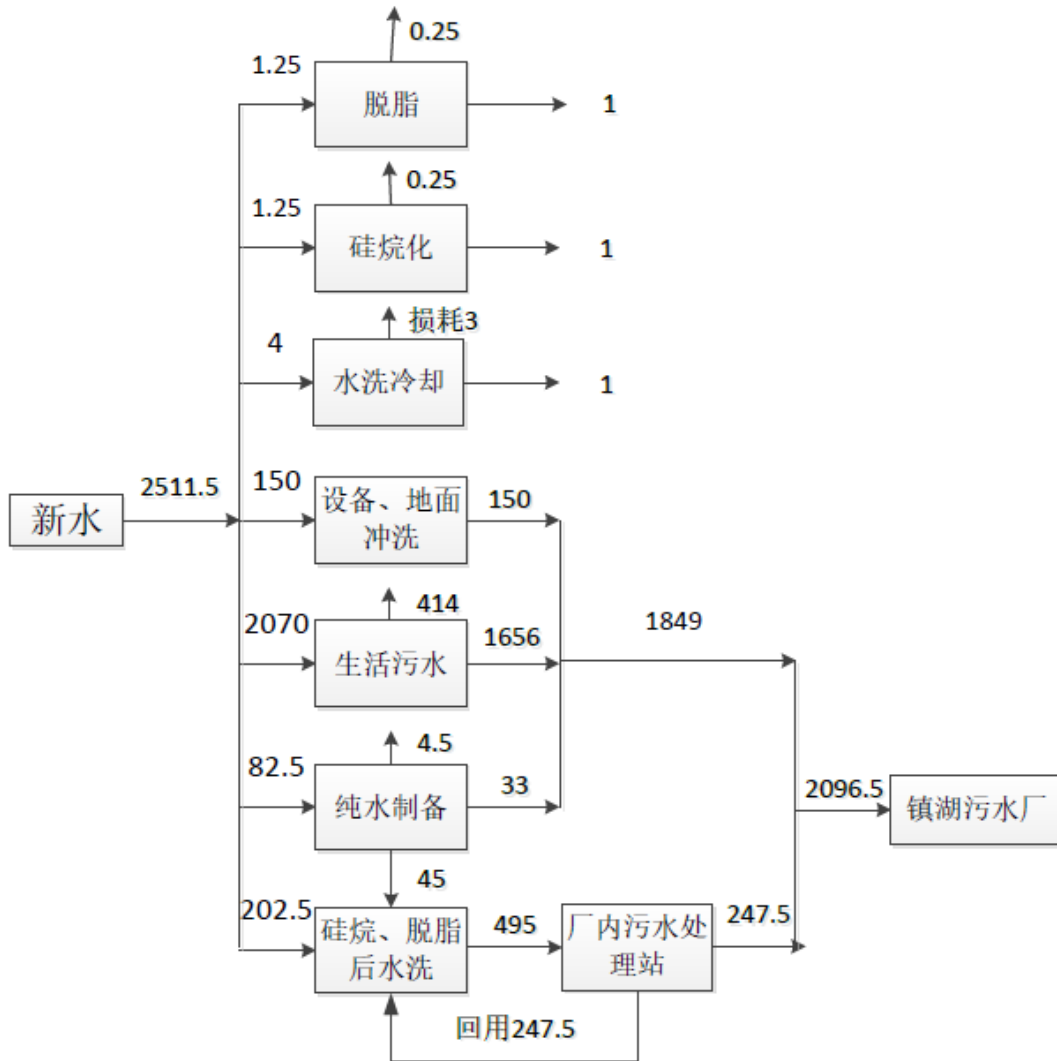 0.25
1.25
脱脂
1
0.25
1.25
硅烷化
1
损耗3
4
水洗冷却
1
新水
2511.5
150
设备、地面
冲洗
150
414
2070
生活污水
1656
1849
4.5
82.5
纯水制备
33
2096.5
镇湖污水厂
45
202.5
硅烷、脱脂
后水洗
495
厂内污水处
理站
247.5
回用247.5